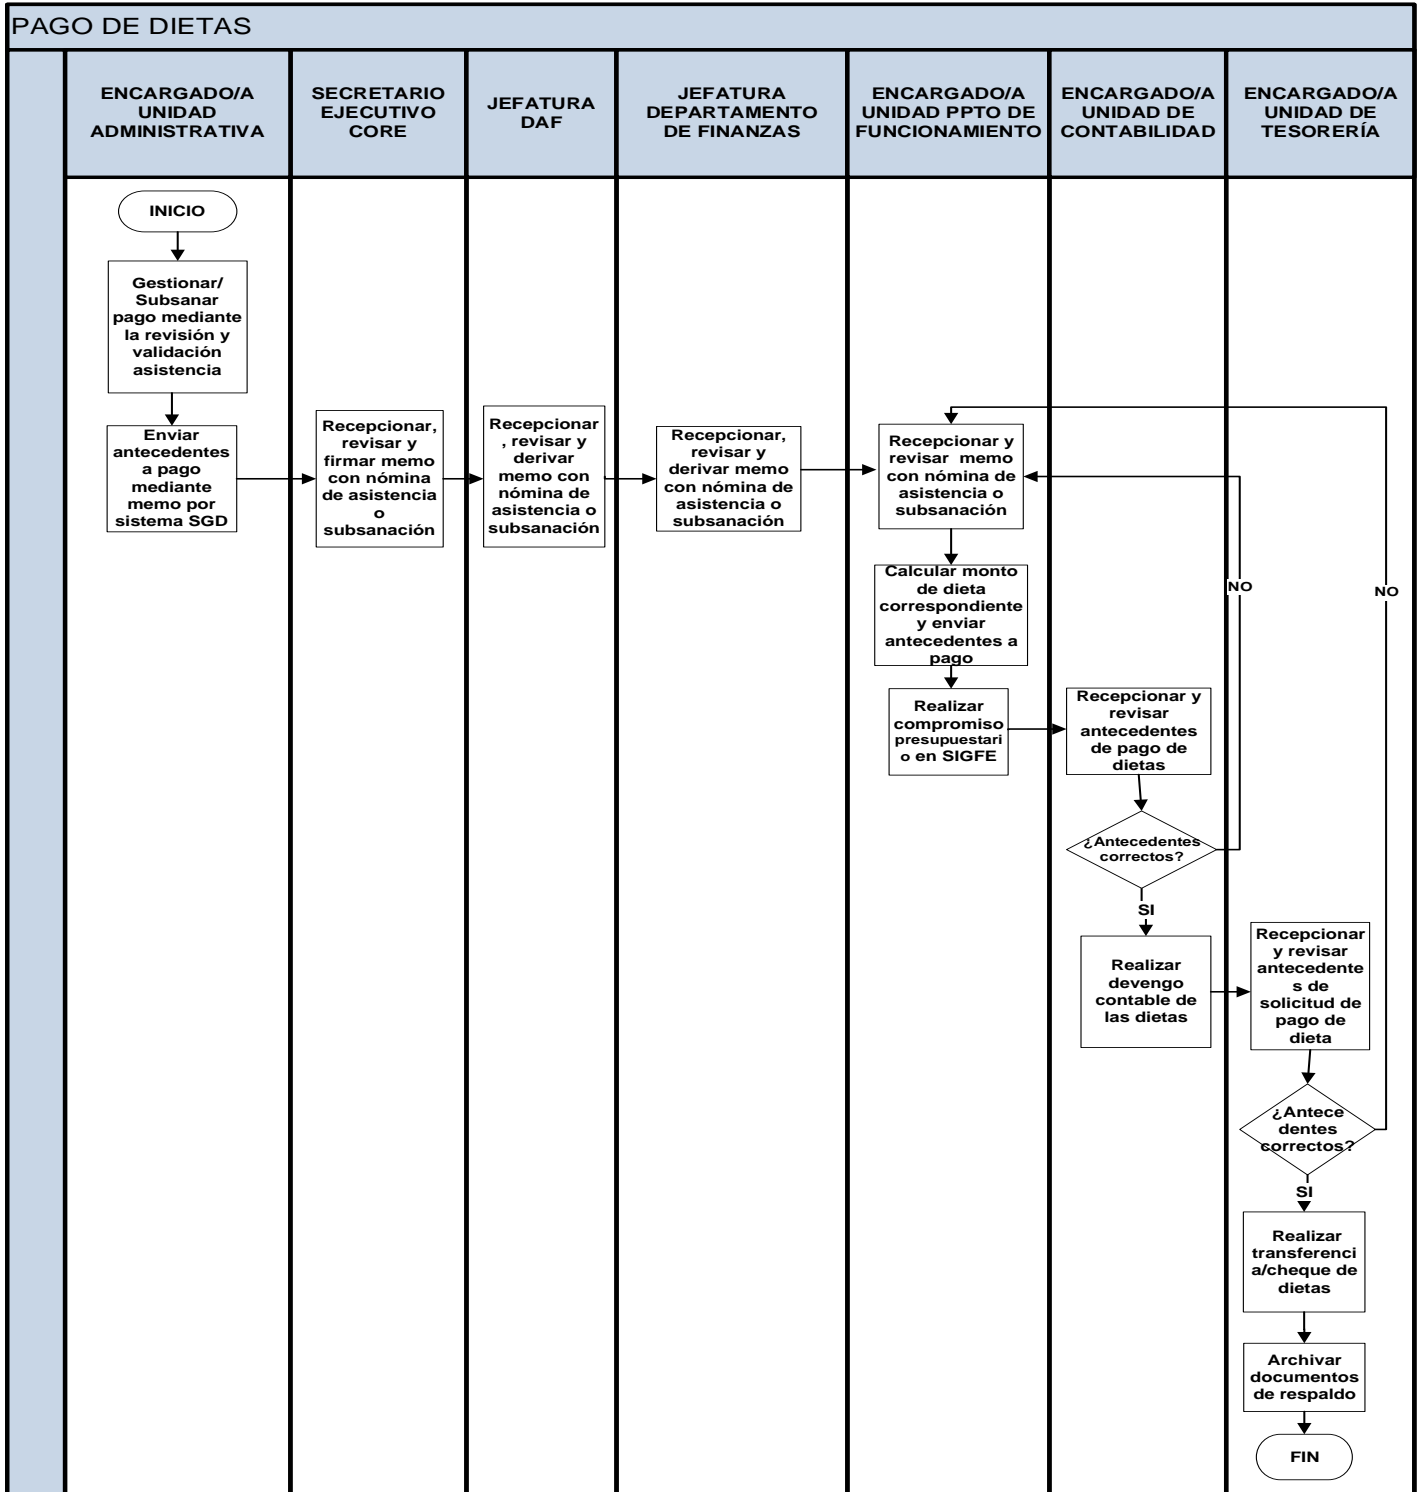 PAGO DE DIETAS
ENCARGADO/A
UNIDAD
ADMINISTRATIVA
SECRETARIO
EJECUTIVO
CORE
JEFATURA
DAF
JEFATURA
DEPARTAMENTO
DE FINANZAS
ENCARGADO/A
UNIDAD PPTO DE
FUNCIONAMIENTO
ENCARGADO/A
UNIDAD DE
CONTABILIDAD
ENCARGADO/A
UNIDAD DE
TESORERÍA
INICIO
Gestionar/
Subsanar
pago mediante
la revisión y
validación
asistencia
Enviar
antecedentes
a pago
mediante
memo por
sistema SGD
Recepcionar,
revisar y
firmar memo
con nómina
de asistencia
o
subsanación
Recepcionar
, revisar y
derivar
memo con
nómina de
asistencia o
subsanación
Recepcionar,
revisar y
derivar memo
con nómina de
asistencia o
subsanación
Recepcionar y
revisar memo
con nómina de
asistencia o
subsanación
Calcular monto
de dieta
correspondiente
y enviar
antecedentes a
pago
Realizar
compromiso
presupuestari
o en SIGFE
Recepcionar y
revisar
antecedentes
de pago de
dietas
¿Antecedentes
correctos?
NO
SI
Realizar
devengo
contable de
las dietas
Recepcionar
y revisar
antecedente
s de
solicitud de
pago de
dieta
¿Antece
dentes
correctos?
NO
SI
Realizar
transferenci
a/cheque de
dietas
Archivar
documentos
de respaldo
FIN